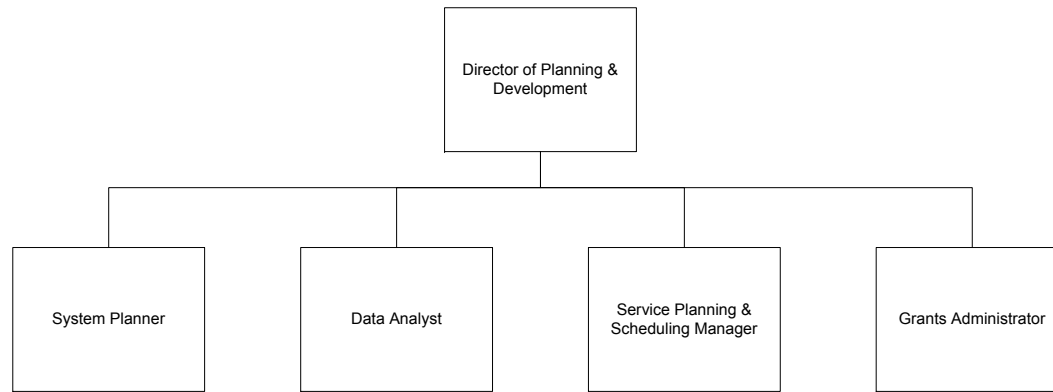 Director of Planning &
Development
System Planner
Data Analyst
Service Planning &
Scheduling Manager
Grants Administrator